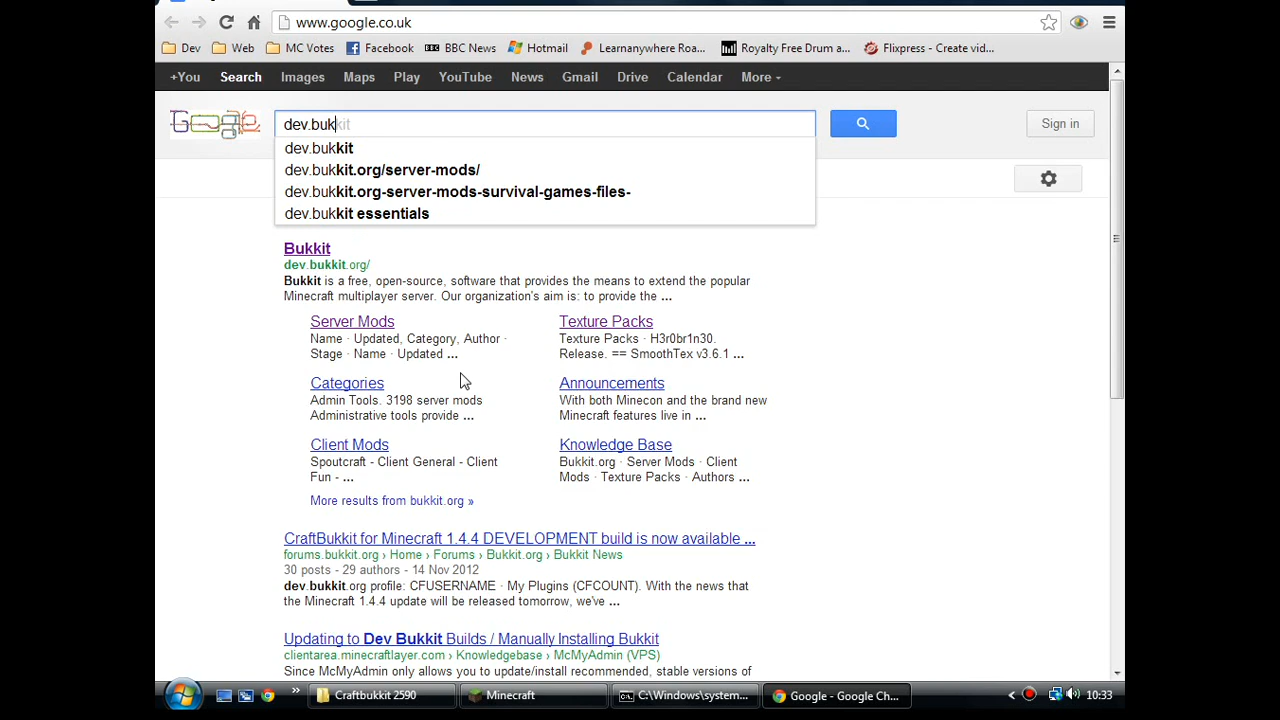 www.google.co.uk
Dev Web MC Votes Facebook BBC News Hotmail Learnanywhere Roa... Royalty Free Drum a... Flixpress - Create vid...
+You Search Images Maps Play YouTube News Gmail Drive Calendar More
Google dev.bukkit Sign in
dev.bukkit
dev.bukkit.org/server-mods/
dev.bukkit.org-server-mods-survival-games-files-
dev.bukkit essentials
Bukkit
dev.bukkit.org/
Bukkit is a free, open-source, software that provides the means to extend the popular
Minecraft multiplayer server. Our organization's aim is: to provide the ...
Server Mods Texture Packs
Name · Updated, Category, Author · Texture Packs · H3r0br1n30.
Stage · Name · Updated ... Release. == SmoothTex v3.6.1 ...
Categories Announcements
Admin Tools. 3198 server mods With both Minecon and the brand new
Administrative tools provide ... Minecraft features live in ...
Client Mods Knowledge Base
Spoutcraft - Client General - Client Bukkit.org · Server Mods · Client
Fun - ... Mods · Texture Packs · Authors ...
More results from bukkit.org »
CraftBukkit for Minecraft 1.4.4 DEVELOPMENT build is now available ...
forums.bukkit.org › Home › Forums › Bukkit.org › Bukkit News
30 posts - 29 authors - 14 Nov 2012
dev.bukkit.org profile: CFUSERNAME · My Plugins (CFCOUNT). With the news that
the Minecraft 1.4.4 update will be released tomorrow, we've ...
Updating to Dev Bukkit Builds / Manually Installing Bukkit
clientarea.minecraftlayer.com › Knowledgebase › McMyAdmin (VPS)
Since McMyAdmin only allows you to update/install recommended, stable versions of
Craftbukkit 2590 Minecraft C:\Windows\system... Google - Google Ch... 10:33